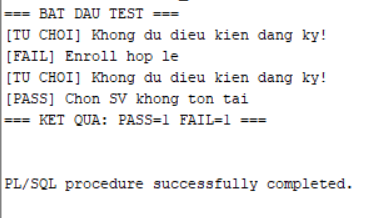 === BAT DAU TEST ===
[TU CHOI] Khong du dieu kien dang ky!
[FAIL] Enroll hop le
[TU CHOI] Khong du dieu kien dang ky!
[PASS] Chon SV khong ton tai
=== KET QUA: PASS=1 FAIL=1 ===
PL/SQL procedure successfully completed.